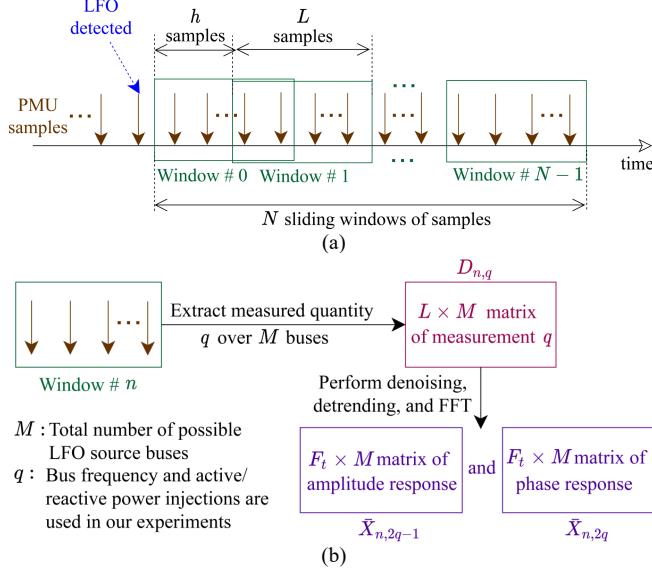 LFO
detected
h
samples
L
samples
PMU
samples
Window # 0
Window # 1
Window # N − 1
time
N sliding windows of samples
(a)
D_{n,q}
Extract measured quantity
q over M buses
L × M matrix
of measurement q
Window # n
Perform denoising,
detrending, and FFT
M : Total number of possible
LFO source buses
q : Bus frequency and active/
reactive power injections are
used in our experiments
F_t × M matrix of
amplitude response
and
F_t × M matrix of
phase response
X̄_{n,2q−1}
X̄_{n,2q}
(b)